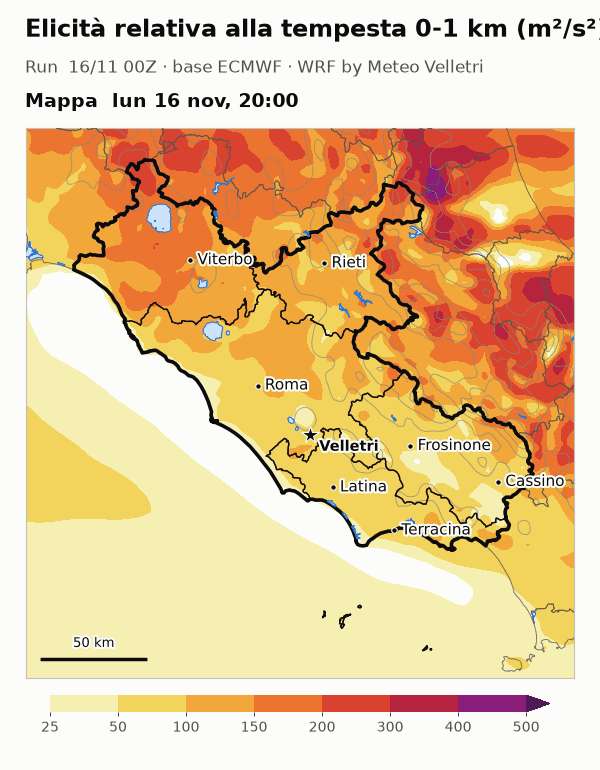 Elicità relativa alla tempesta 0-1 km (m²/s²)
Run  16/11 00Z · base ECMWF · WRF by Meteo Velletri
Mappa  lun 16 nov, 20:00
Viterbo
Rieti
Roma
Velletri
Frosinone
Cassino
Latina
Terracina
50 km
25 50 100 150 200 300 400 500